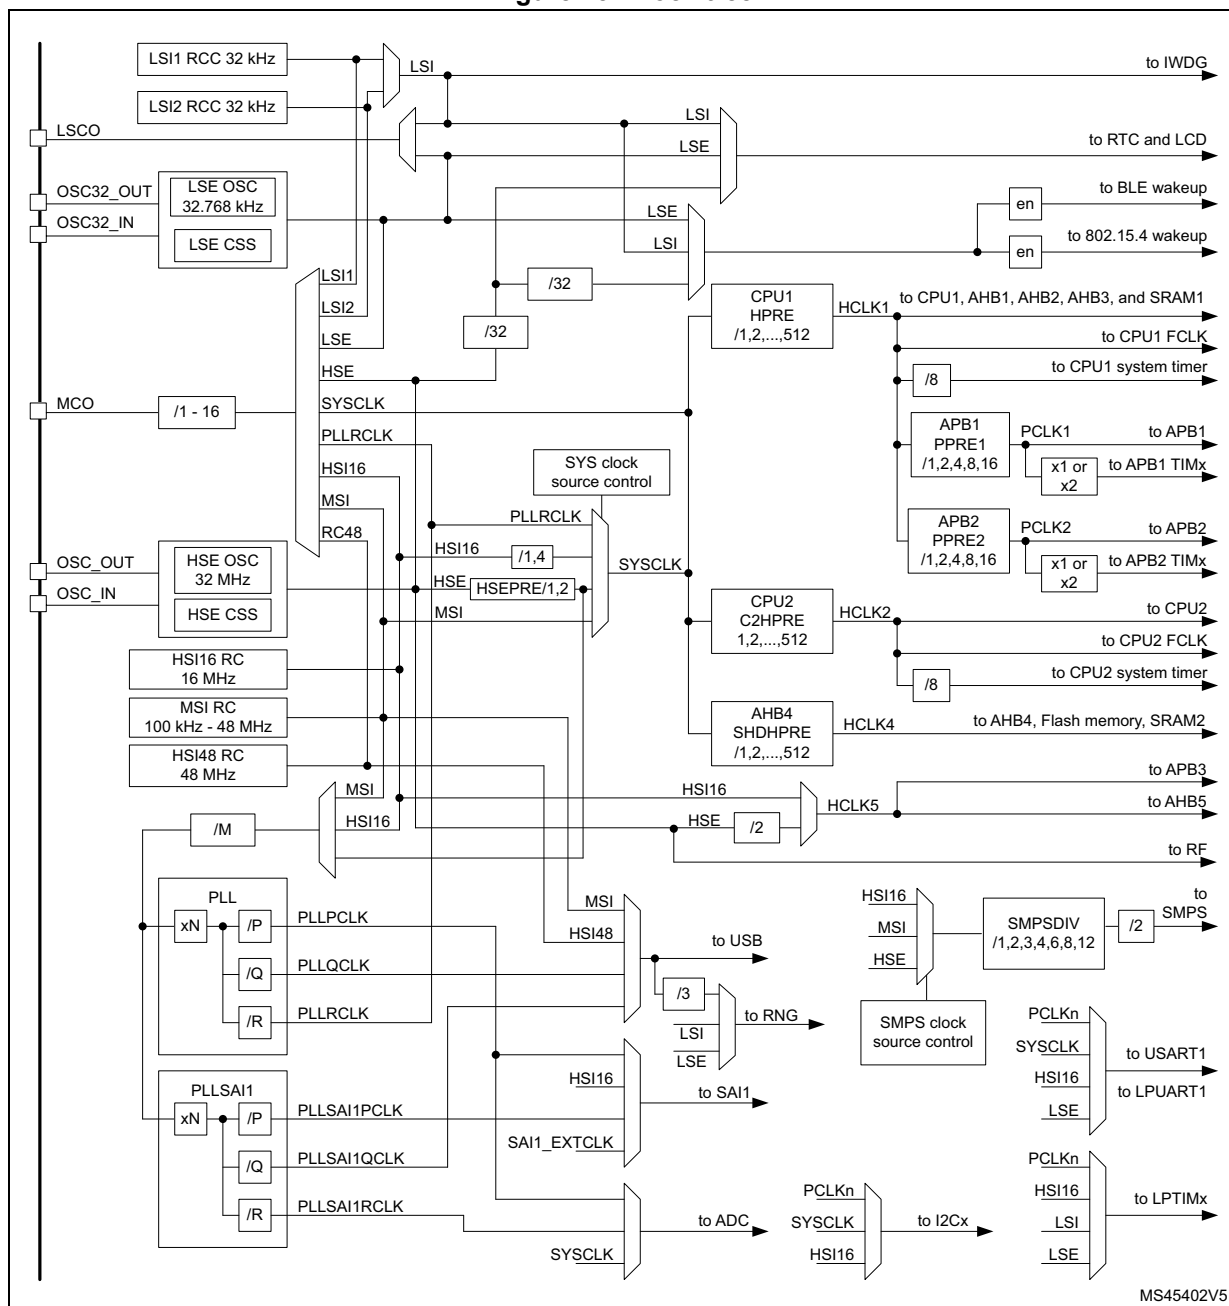 LSI1 RCC 32 kHz
LSI
to IWDG
LSI2 RCC 32 kHz
LSCO
LSI
LSE
to RTC and LCD
OSC32_OUT
LSE OSC
32.768 kHz
OSC32_IN
LSE CSS
LSE
LSI
en
to BLE wakeup
en
to 802.15.4 wakeup
LSI1
LSI2
LSE
HSE
SYSCLK
PLLRCLK
HSI16
MSI
RC48
/32
/32
CPU1
HPRE
/1,2,...,512
HCLK1
to CPU1, AHB1, AHB2, AHB3, and SRAM1
to CPU1 FCLK
/8
to CPU1 system timer
MCO
/1 - 16
APB1
PPRE1
/1,2,4,8,16
PCLK1
to APB1
x1 or
x2
to APB1 TIMx
SYS clock
source control
PLLRCLK
HSI16
/1,4
HSE
HSEPRE/1,2
MSI
SYSCLK
APB2
PPRE2
/1,2,4,8,16
PCLK2
to APB2
x1 or
x2
to APB2 TIMx
OSC_OUT
HSE OSC
32 MHz
OSC_IN
HSE CSS
CPU2
C2HPRE
1,2,...,512
HCLK2
to CPU2
to CPU2 FCLK
/8
to CPU2 system timer
HSI16 RC
16 MHz
MSI RC
100 kHz - 48 MHz
HSI48 RC
48 MHz
AHB4
SHDHPRE
/1,2,...,512
HCLK4
to AHB4, Flash memory, SRAM2
MSI
HSI16
/M
HSI16
HSE
/2
HCLK5
to APB3
to AHB5
to RF
PLL
xN
/P
PLLPCLK
/Q
PLLQCLK
/R
PLLRCLK
MSI
HSI48
to USB
/3
LSI
LSE
to RNG
HSI16
MSI
HSE
SMPSDIV
/1,2,3,4,6,8,12
/2
to
SMPS
SMPS clock
source control
PCLKn
SYSCLK
HSI16
LSE
to USART1
to LPUART1
PLLSAI1
xN
/P
PLLSAI1PCLK
/Q
PLLSAI1QCLK
/R
PLLSAI1RCLK
HSI16
SAI1_EXTCLK
to SAI1
SYSCLK
to ADC
PCLKn
SYSCLK
HSI16
to I2Cx
PCLKn
HSI16
LSI
LSE
to LPTIMx
MS45402V5